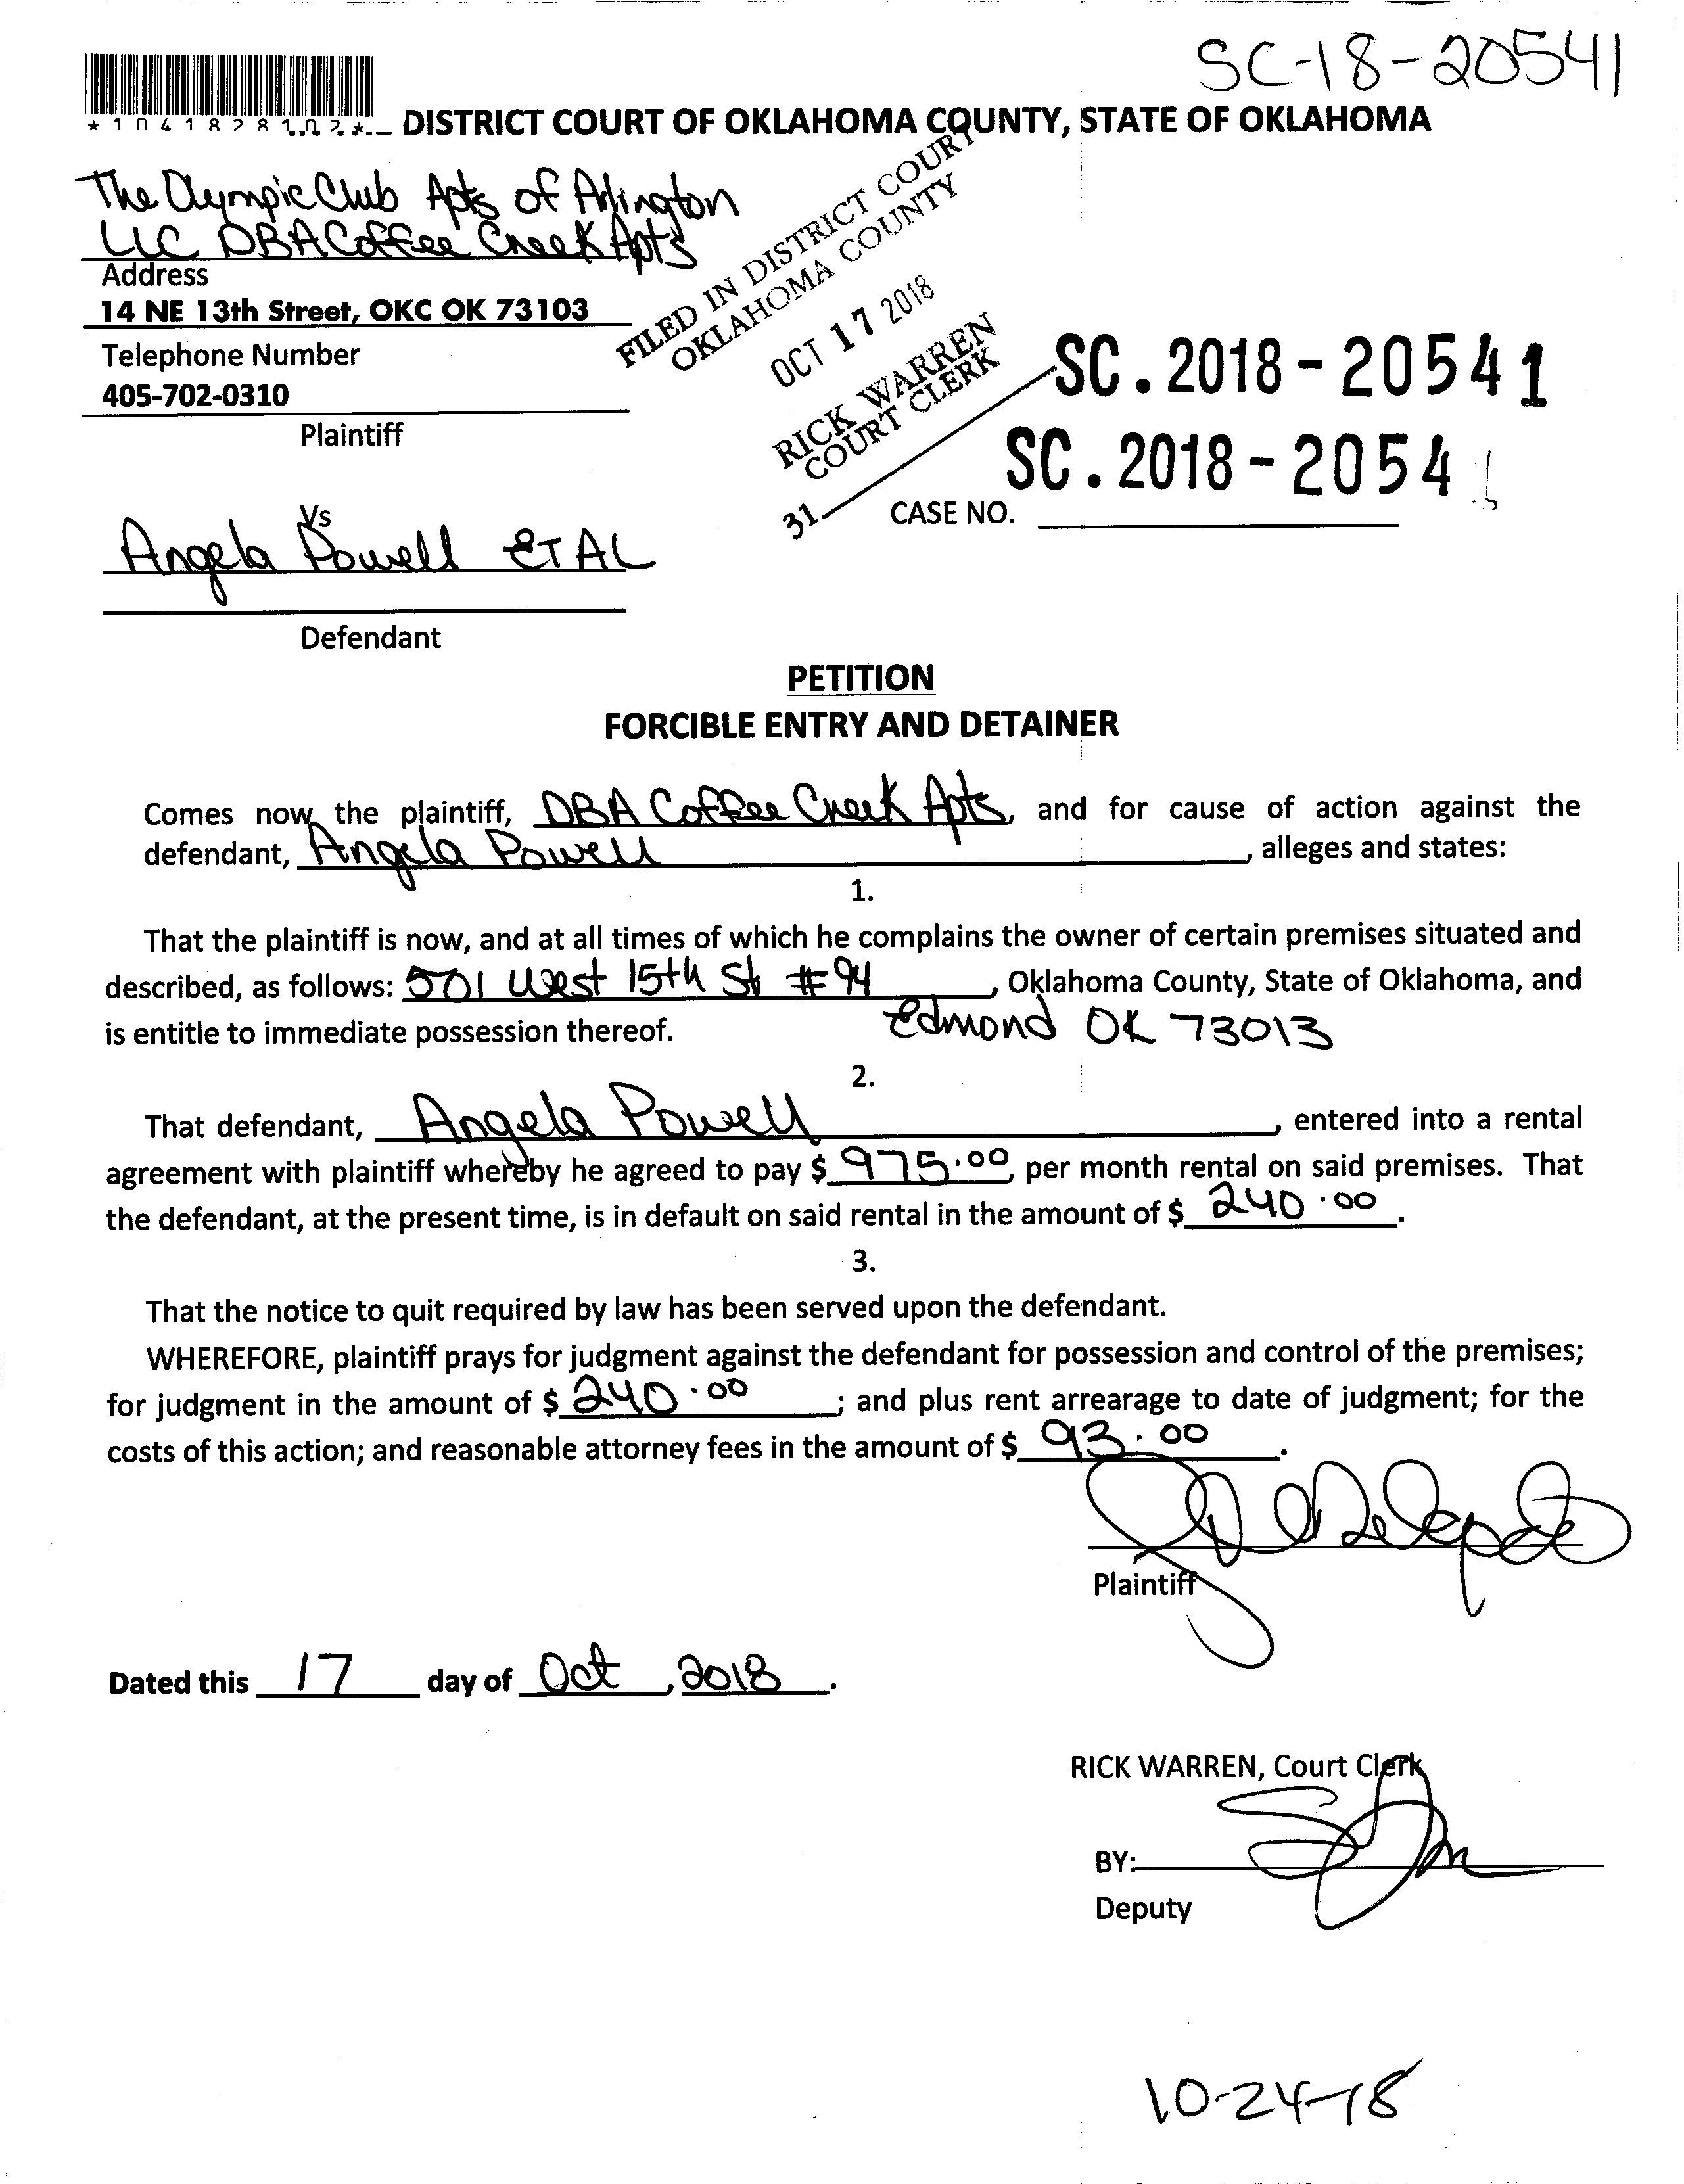 SC-18-20541
*1041828102*
DISTRICT COURT OF OKLAHOMA COUNTY, STATE OF OKLAHOMA
The Olympic Club Apts of Arlington
LLC DBA Coffee Creek Apts
Address
14 NE 13th Street, OKC OK 73103
Telephone Number
405-702-0310
Plaintiff
FILED IN DISTRICT COURT
OKLAHOMA COUNTY
OCT 17 2018
RICK WARREN
COURT CLERK
31
SC.2018-20541
SC.2018-20541
CASE NO.
Vs
Angela Powell ET AL
Defendant
PETITION
FORCIBLE ENTRY AND DETAINER
Comes now the plaintiff, DBA Coffee Creek Apts, and for cause of action against the
defendant, Angela Powell, alleges and states:
1.
That the plaintiff is now, and at all times of which he complains the owner of certain premises situated and
described, as follows: 501 West 15th St #94, Oklahoma County, State of Oklahoma, and
Edmond OK 73013
is entitle to immediate possession thereof.
2.
That defendant, Angela Powell, entered into a rental
agreement with plaintiff whereby he agreed to pay $ 975.00, per month rental on said premises. That
the defendant, at the present time, is in default on said rental in the amount of $ 240.00.
3.
That the notice to quit required by law has been served upon the defendant.
WHEREFORE, plaintiff prays for judgment against the defendant for possession and control of the premises;
for judgment in the amount of $ 240.00; and plus rent arrearage to date of judgment; for the
costs of this action; and reasonable attorney fees in the amount of $ 93.00.
Plaintiff
Dated this 17 day of Oct, 2018.
RICK WARREN, Court Clerk
BY:
Deputy
10-24-18